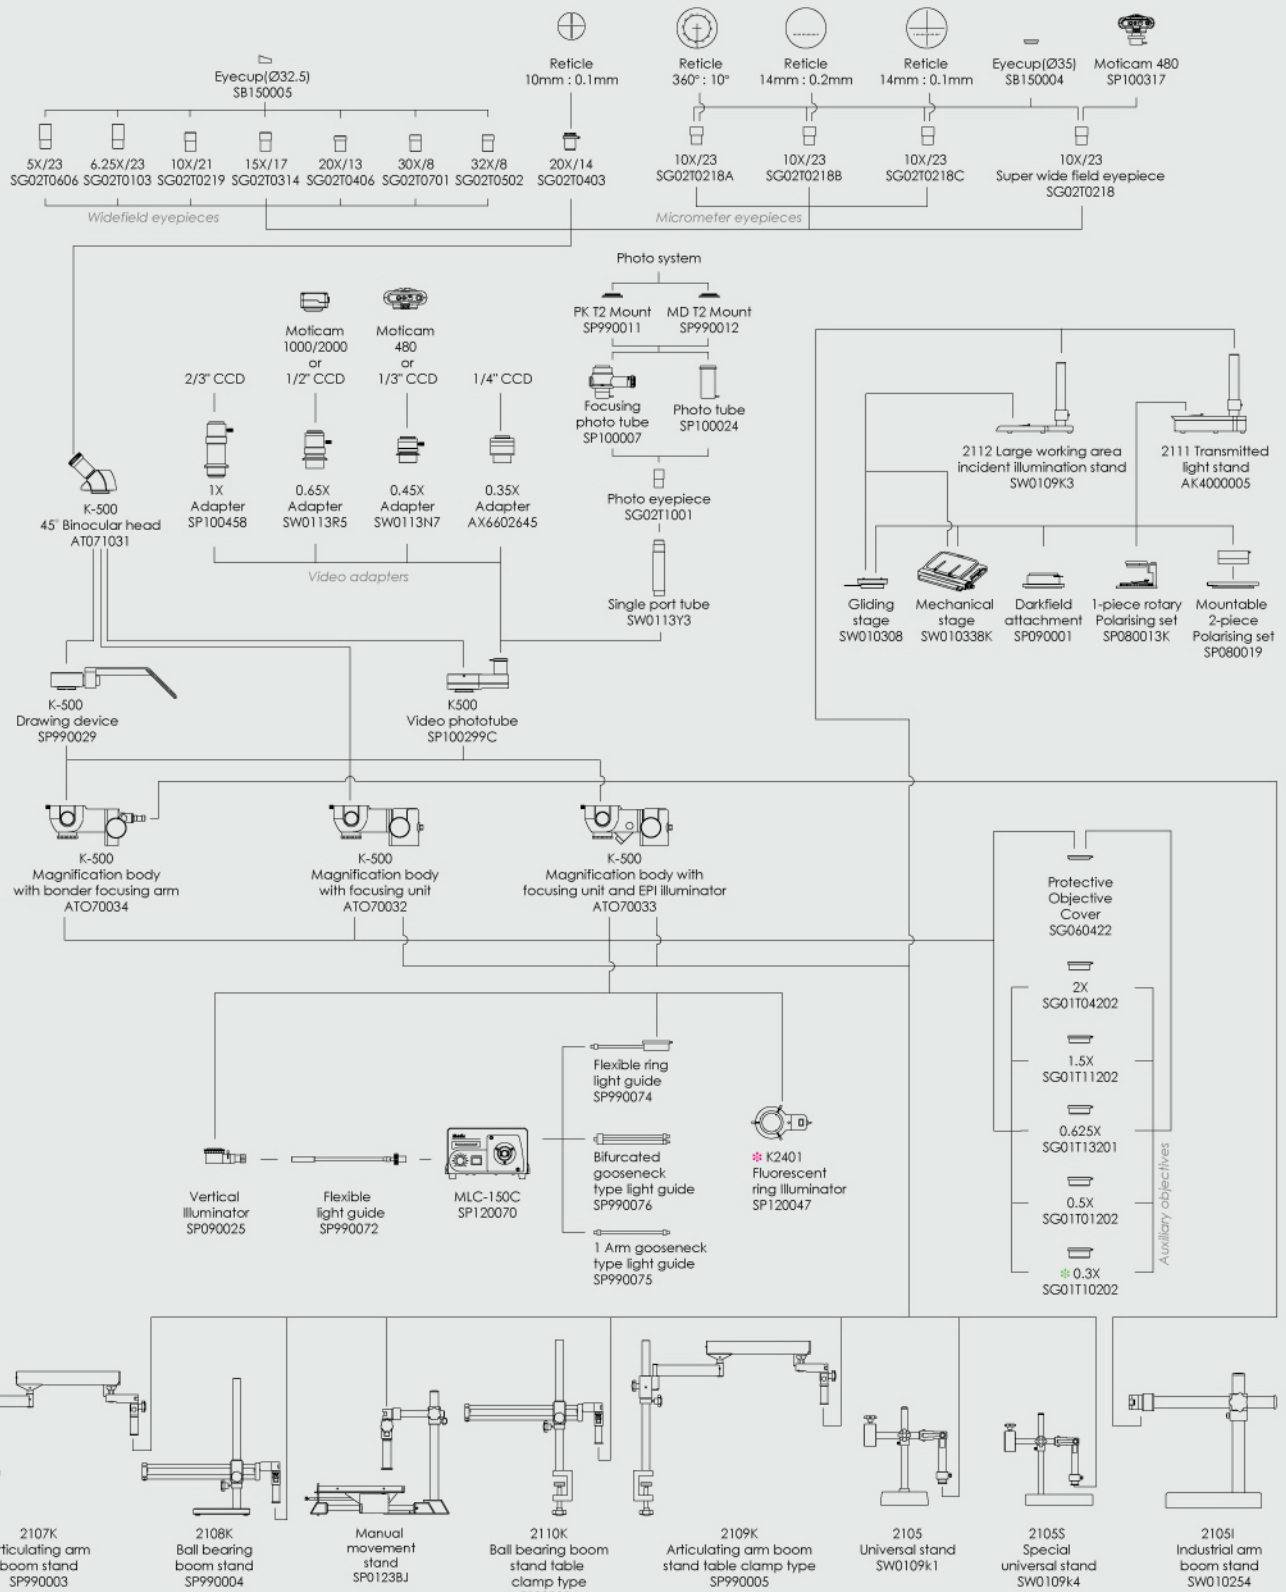 Reticle
10mm : 0.1mm
Reticle
360° : 10°
Reticle
14mm : 0.2mm
Reticle
14mm : 0.1mm
Eyecup(Ø35)
SB150004
Moticam 480
SP100317
Eyecup(Ø32.5)
SB150005
5X/23
SG02T0606
6.25X/23
SG02T0103
10X/21
SG02T0219
15X/17
SG02T0314
20X/13
SG02T0406
30X/8
SG02T0701
32X/8
SG02T0502
20X/14
SG02T0403
10X/23
SG02T0218A
10X/23
SG02T0218B
10X/23
SG02T0218C
10X/23
Super wide field eyepiece
SG02T0218
Widefield eyepieces
Micrometer eyepieces
Photo system
PK T2 Mount
SP990011
MD T2 Mount
SP990012
Moticam
1000/2000
or
1/2" CCD
Moticam
480
or
1/3" CCD
2/3" CCD
1/4" CCD
Focusing
photo tube
SP100007
Photo tube
SP100024
2112 Large working area
incident illumination stand
SW0109K3
2111 Transmitted
light stand
AK4000005
K-500
45° Binocular head
AT071031
1X
Adapter
SP100458
0.65X
Adapter
SW0113R5
0.45X
Adapter
SW0113N7
0.35X
Adapter
AX6602645
Photo eyepiece
SG02T1001
Video adapters
Single port tube
SW0113Y3
Gliding
stage
SW010308
Mechanical
stage
SW010338K
Darkfield
attachment
SP090001
1-piece rotary
Polarising set
SP080013K
Mountable
2-piece
Polarising set
SP080019
K-500
Drawing device
SP990029
K500
Video phototube
SP100299C
K-500
Magnification body
with bonder focusing arm
ATO70034
K-500
Magnification body
with focusing unit
ATO70032
K-500
Magnification body with
focusing unit and EPI illuminator
ATO70033
Protective
Objective
Cover
SG060422
2X
SG01T04202
1.5X
SG01T11202
0.625X
SG01T13201
0.5X
SG01T01202
❇ 0.3X
SG01T10202
Auxiliary objectives
Flexible ring
light guide
SP990074
Bifurcated
gooseneck
type light guide
SP990076
1 Arm gooseneck
type light guide
SP990075
❇ K2401
Fluorescent
ring Illuminator
SP120047
Vertical
Illuminator
SP090025
Flexible
light guide
SP990072
MLC-150C
SP120070
2107K
ticulating arm
boom stand
SP990003
2108K
Ball bearing
boom stand
SP990004
Manual
movement
stand
SP0123BJ
2110K
Ball bearing boom
stand table
clamp type
2109K
Articulating arm boom
stand table clamp type
SP990005
2105
Universal stand
SW0109k1
2105S
Special
universal stand
SW0109k4
2105I
Industrial arm
boom stand
SW010254